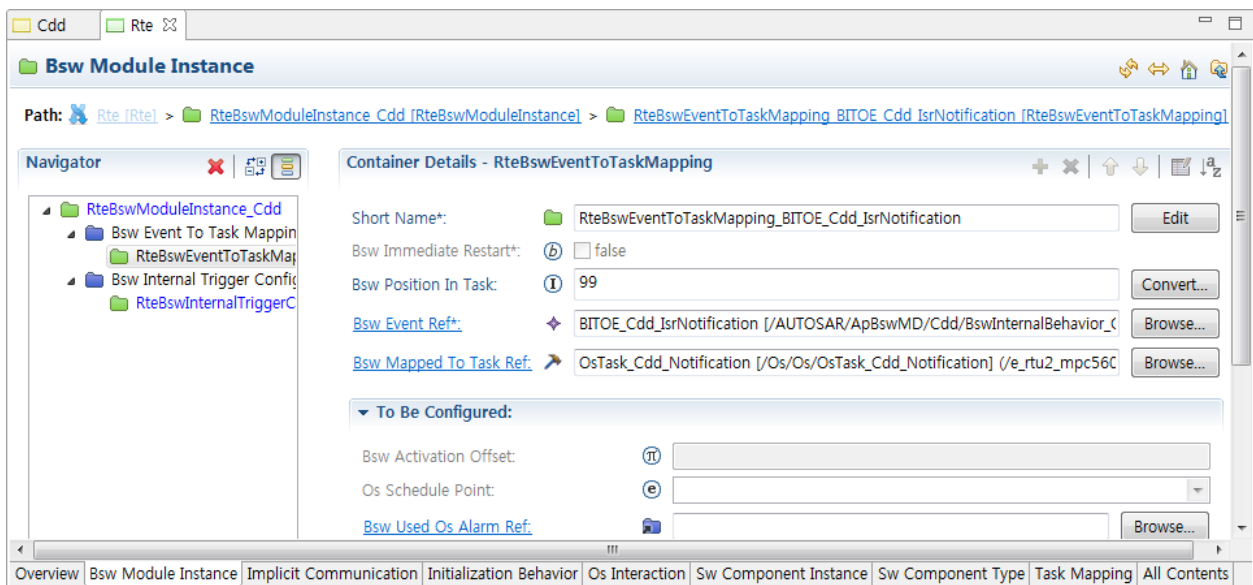 Cdd
Rte
Bsw Module Instance
Path: Rte [Rte] > RteBswModuleInstance_Cdd [RteBswModuleInstance] > RteBswEventToTaskMapping_BITOE_Cdd_IsrNotification [RteBswEventToTaskMapping]
Navigator
RteBswModuleInstance_Cdd
Bsw Event To Task Mappin
RteBswEventToTaskMap
Bsw Internal Trigger Config
RteBswInternalTriggerC
Container Details - RteBswEventToTaskMapping
Short Name*: RteBswEventToTaskMapping_BITOE_Cdd_IsrNotification Edit
Bsw Immediate Restart*: false
Bsw Position In Task: 99 Convert...
Bsw Event Ref*: BITOE_Cdd_IsrNotification [/AUTOSAR/ApBswMD/Cdd/BswInternalBehavior_C Browse...
Bsw Mapped To Task Ref: OsTask_Cdd_Notification [/Os/Os/OsTask_Cdd_Notification] (/e_rtu2_mpc560 Browse...
To Be Configured:
Bsw Activation Offset:
Os Schedule Point:
Bsw Used Os Alarm Ref: Browse...
Overview Bsw Module Instance Implicit Communication Initialization Behavior Os Interaction Sw Component Instance Sw Component Type Task Mapping All Contents